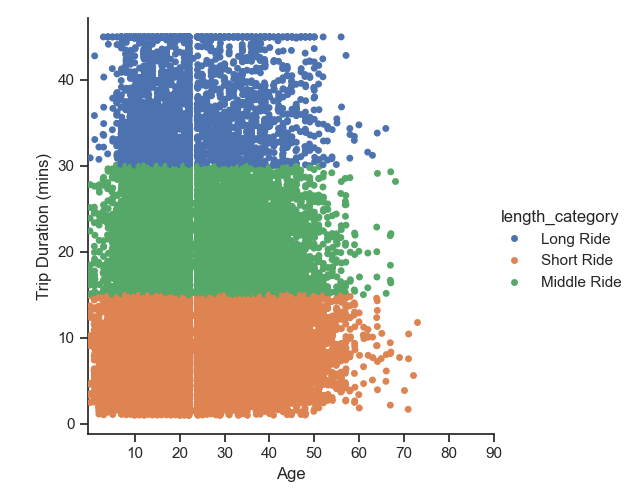 40
30
20
10
0
Trip Duration (mins)
10 20 30 40 50 60 70 80 90
Age
length_category
Long Ride
Short Ride
Middle Ride